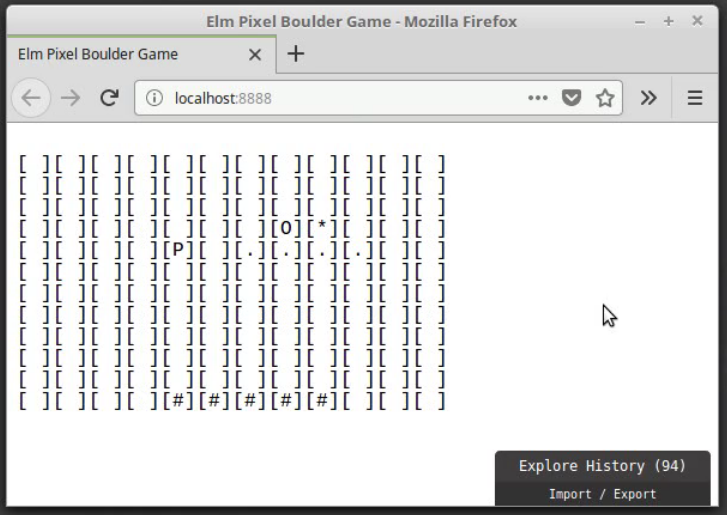 Elm Pixel Boulder Game - Mozilla Firefox
Elm Pixel Boulder Game
localhost:8888
[ ][ ][ ][ ][ ][ ][ ][ ][ ][ ][ ][ ]
[ ][ ][ ][ ][ ][ ][ ][ ][ ][ ][ ][ ]
[ ][ ][ ][ ][ ][ ][ ][ ][ ][ ][ ][ ]
[ ][ ][ ][ ][ ][ ][ ][O][*][ ][ ][ ]
[ ][ ][ ][ ][P][ ][.][.][.][.][ ][ ]
[ ][ ][ ][ ][ ][ ][ ][ ][ ][ ][ ][ ]
[ ][ ][ ][ ][ ][ ][ ][ ][ ][ ][ ][ ]
[ ][ ][ ][ ][ ][ ][ ][ ][ ][ ][ ][ ]
[ ][ ][ ][ ][ ][ ][ ][ ][ ][ ][ ][ ]
[ ][ ][ ][ ][ ][ ][ ][ ][ ][ ][ ][ ]
[ ][ ][ ][ ][ ][ ][ ][ ][ ][ ][ ][ ]
[ ][ ][ ][ ][#][#][#][#][#][ ][ ][ ]
Explore History (94)
Import / Export